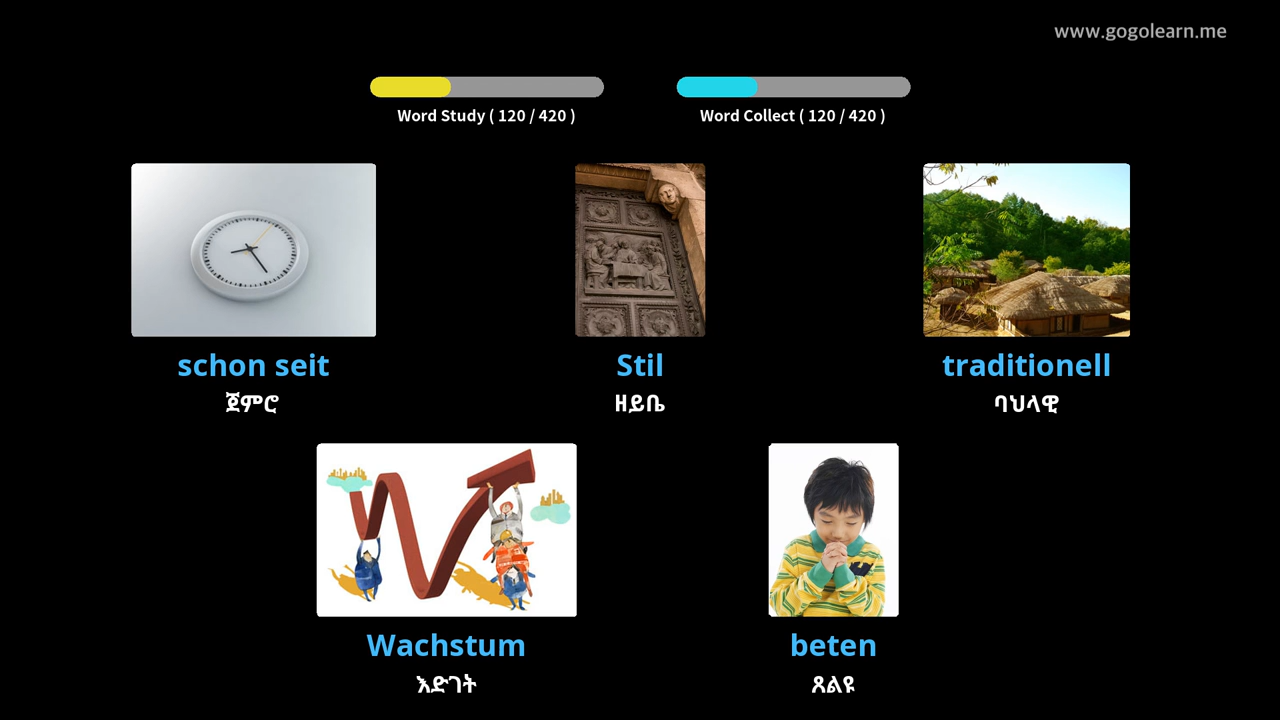 www.gogolearn.me
Word Study ( 120 / 420 )
Word Collect ( 120 / 420 )
schon seit
ጀምሮ
Stil
ዘይቤ
traditionell
ባህላዊ
Wachstum
እድገት
beten
ጸልዩ